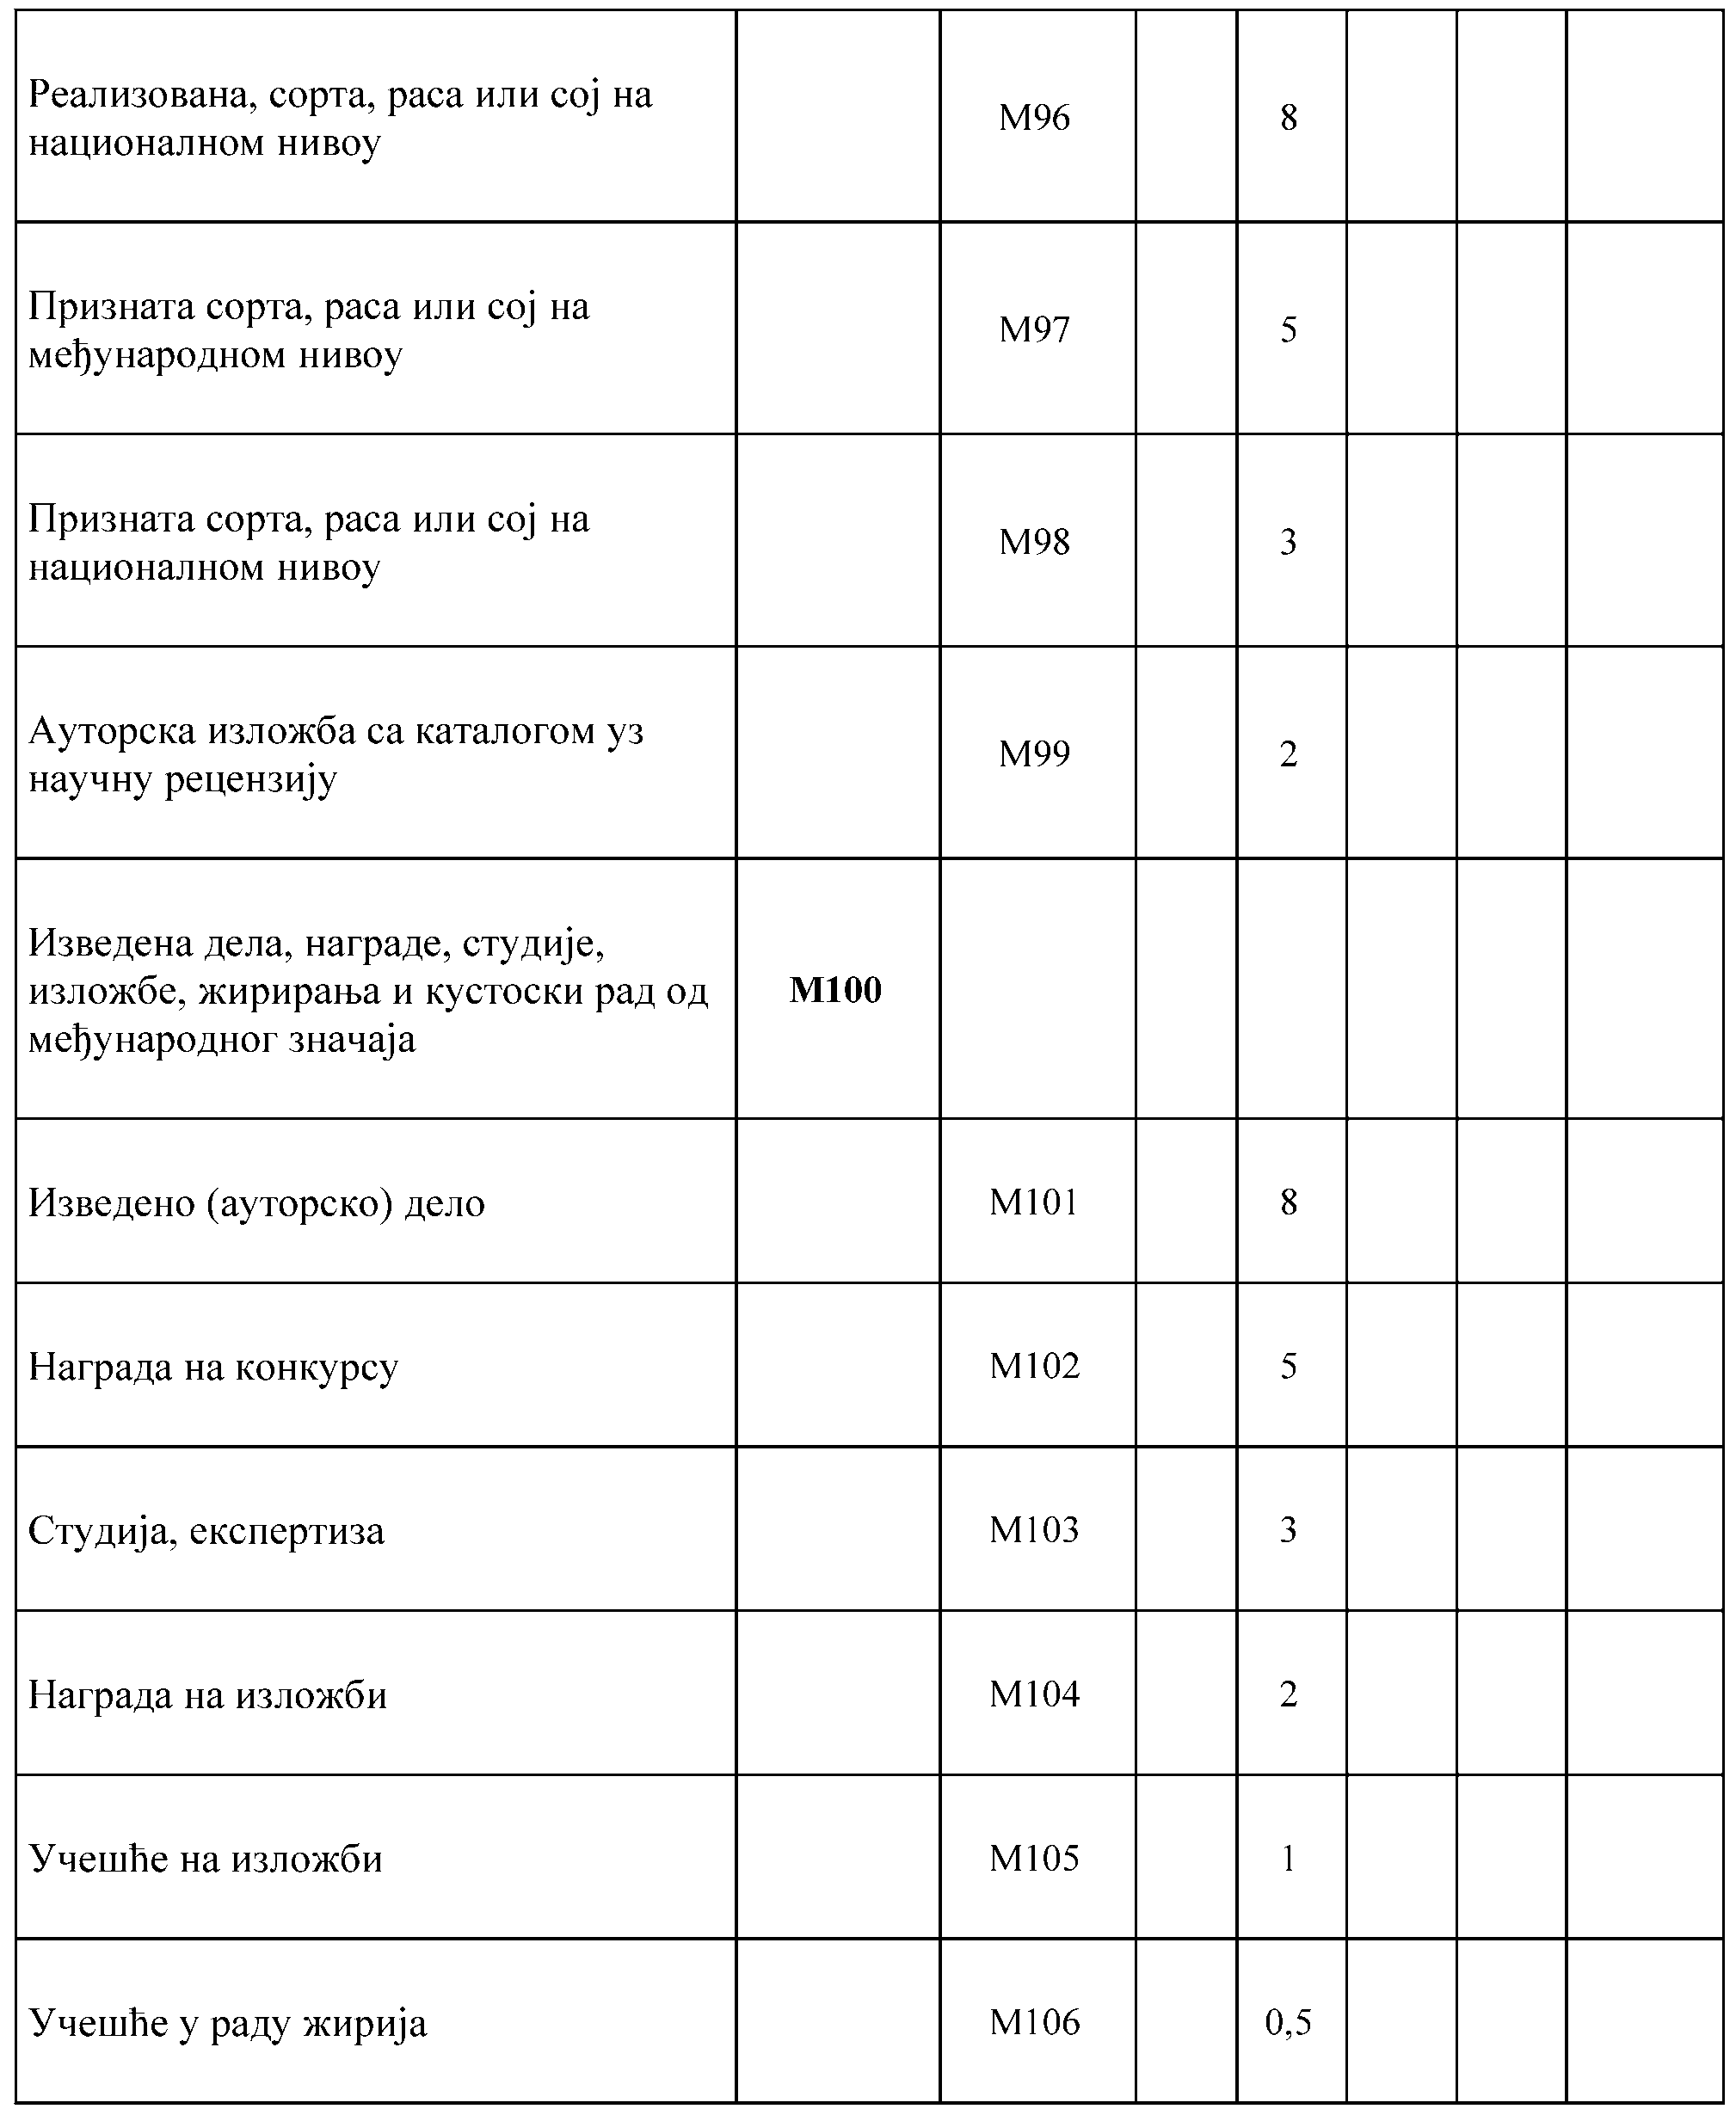 Реализована, сорта, раса или сој на
националном нивоу
М96
8
Призната сорта, раса или сој на
међународном нивоу
М97
5
Призната сорта, раса или сој на
националном нивоу
М98
3
Ауторска изложба са каталогом уз
научну рецензију
М99
2
Изведена дела, награде, студије,
изложбе, жирирања и кустоски рад од
међународног значаја
М100
Изведено (ауторско) дело
М101
8
Награда на конкурсу
М102
5
Студија, експертиза
М103
3
Награда на изложби
М104
2
Учешће на изложби
М105
1
Учешће у раду жирија
М106
0,5